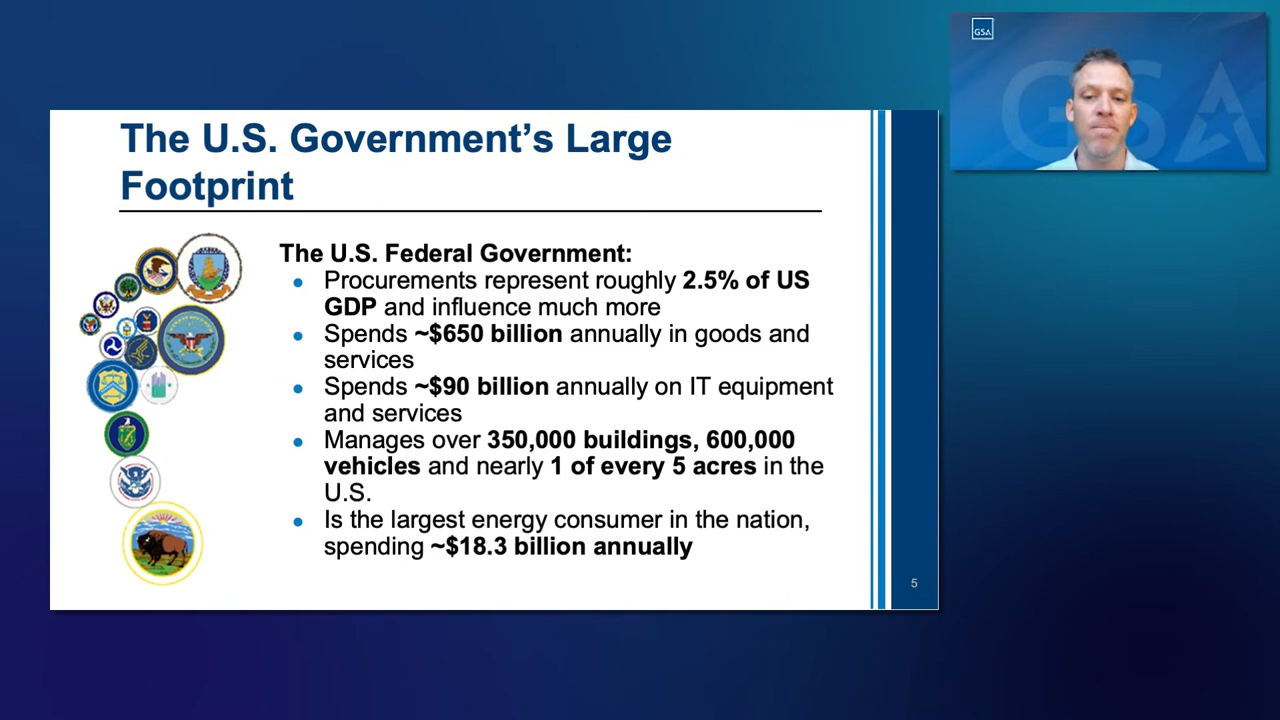 The U.S. Government's Large
Footprint
The U.S. Federal Government:
• Procurements represent roughly 2.5% of US
GDP and influence much more
• Spends ~$650 billion annually in goods and
services
• Spends ~$90 billion annually on IT equipment
and services
• Manages over 350,000 buildings, 600,000
vehicles and nearly 1 of every 5 acres in the
U.S.
• Is the largest energy consumer in the nation,
spending ~$18.3 billion annually
5
GSA
GSA